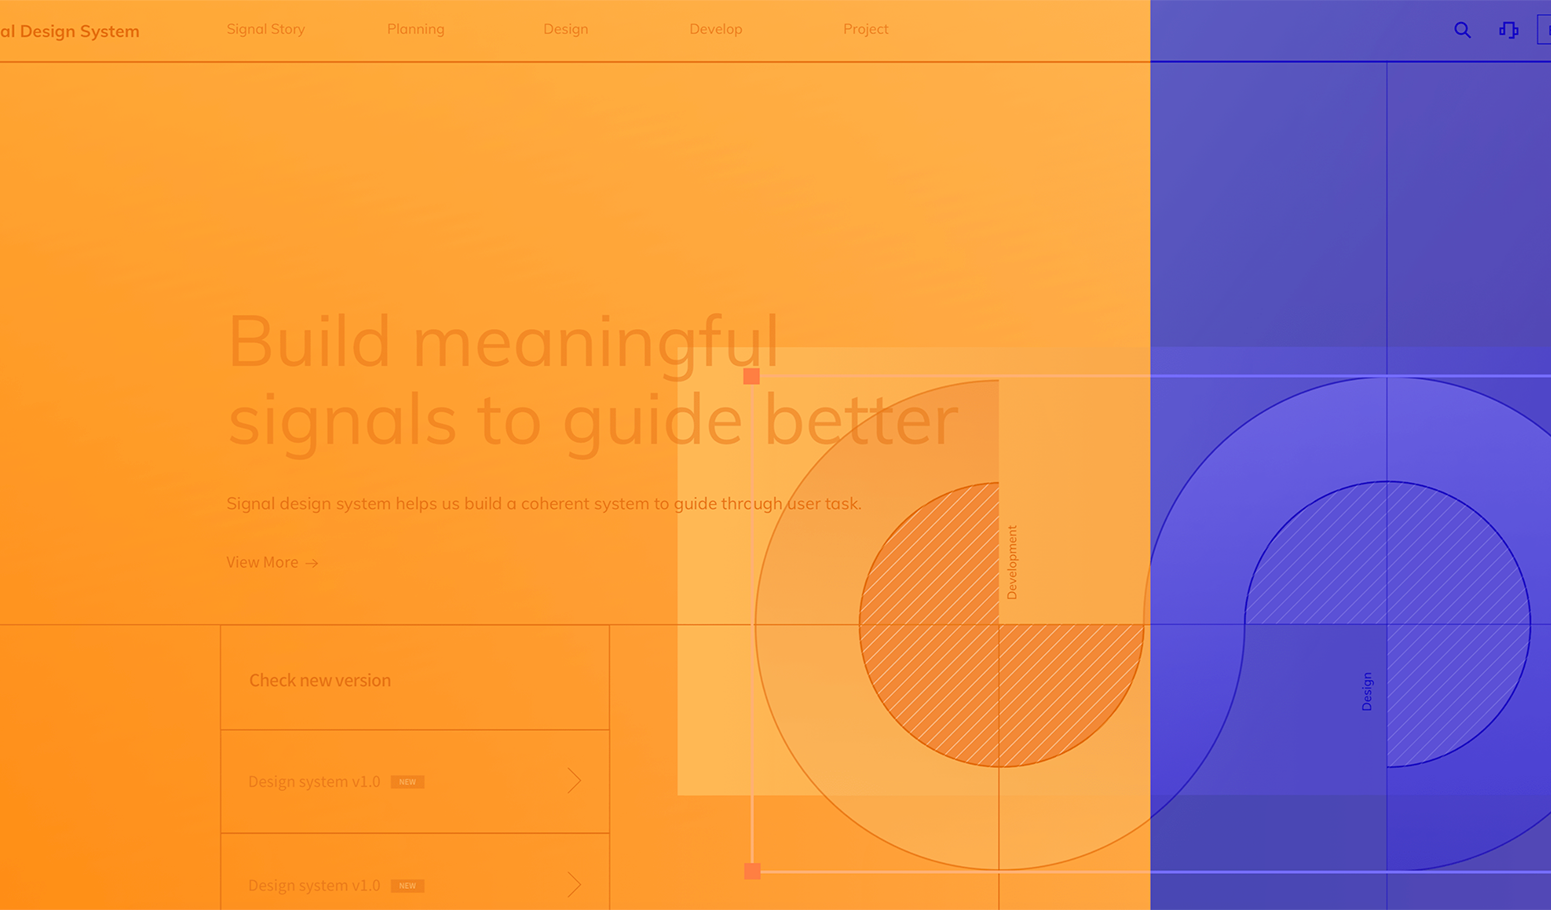 al Design System
Signal Story
Planning
Design
Develop
Project
Build meaningful
signals to guide better
Signal design system helps us build a coherent system to guide through user task.
View More →
Development
Design
Check new version
Design system v1.0 NEW
Design system v1.0 NEW